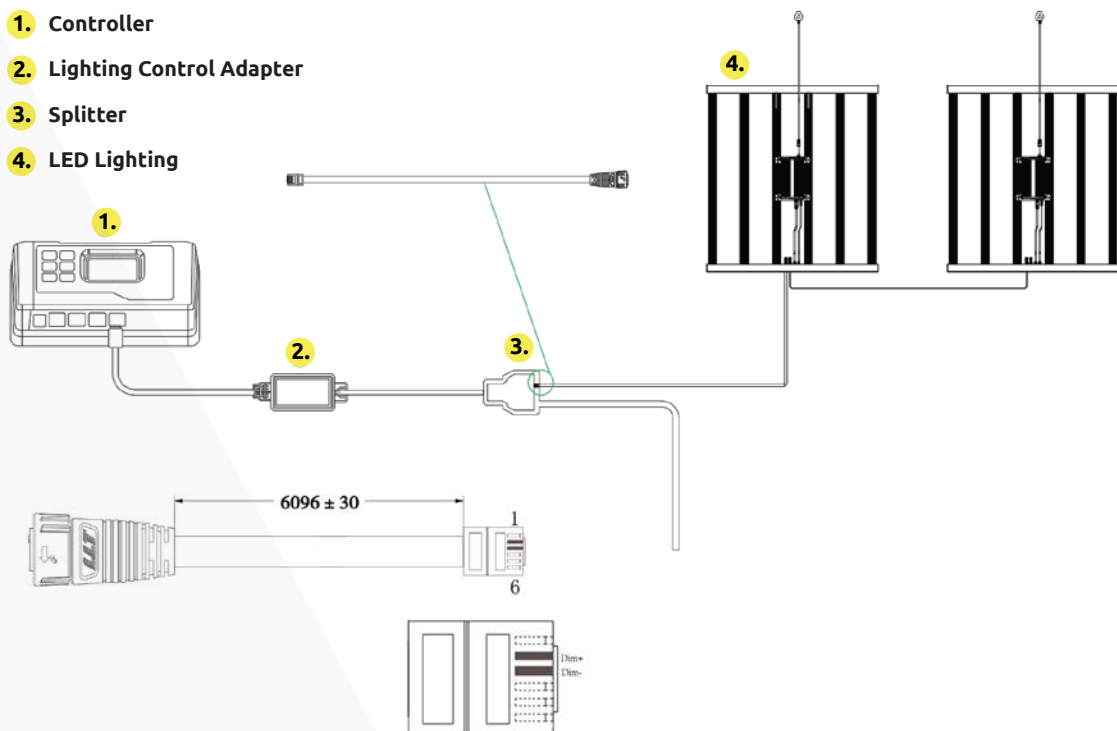 1. Controller
2. Lighting Control Adapter
3. Splitter
4. LED Lighting
4.
1.
2.
3.
6096 ± 30
1
6
Dim+
Dim-